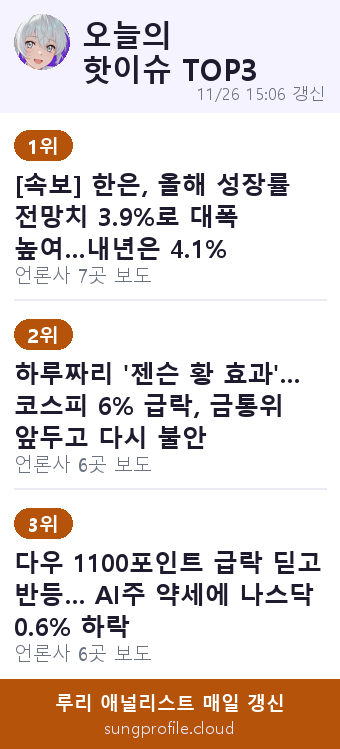 오늘의
핫이슈 TOP3
11/26 15:06 갱신
1위
[속보] 한은, 올해 성장률
전망치 3.9%로 대폭
높여…내년은 4.1%
언론사 7곳 보도
2위
하루짜리 '젠슨 황 효과'…
코스피 6% 급락, 금통위
앞두고 다시 불안
언론사 6곳 보도
3위
다우 1100포인트 급락 딛고
반등… AI주 약세에 나스닥
0.6% 하락
언론사 6곳 보도
루리 애널리스트 매일 갱신
sungprofile.cloud